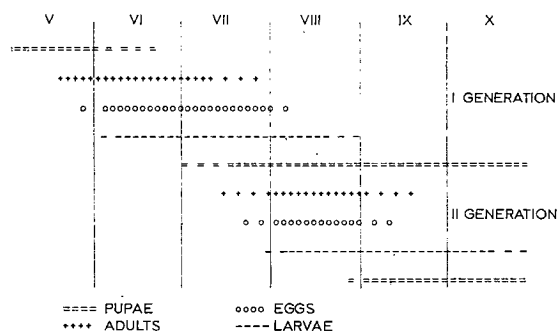 V VI VII VIII IX X
I GENERATION
II GENERATION
==== PUPAE oooo EGGS
++++ ADULTS ---- LARVAE